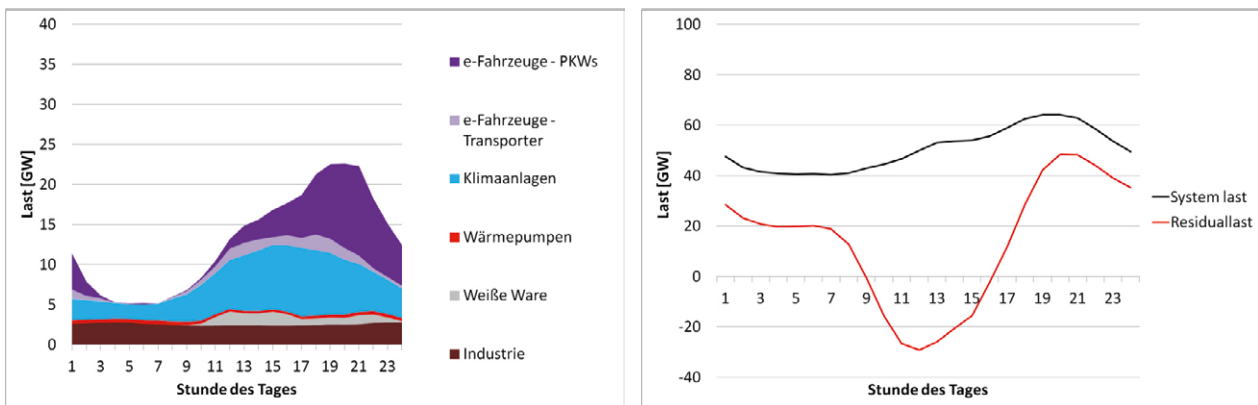 40
35
30
25
20
15
10
5
0
Last [GW]
1 3 5 7 9 11 13 15 17 19 21 23
Stunde des Tages
e-Fahrzeuge - PKWs
e-Fahrzeuge -
Transporter
Klimaanlagen
Wärmepumpen
Weiße Ware
Industrie
100
80
60
40
20
0
-20
-40
Last [GW]
1 3 5 7 9 11 13 15 17 19 21 23
Stunde des Tages
System last
Residuallast